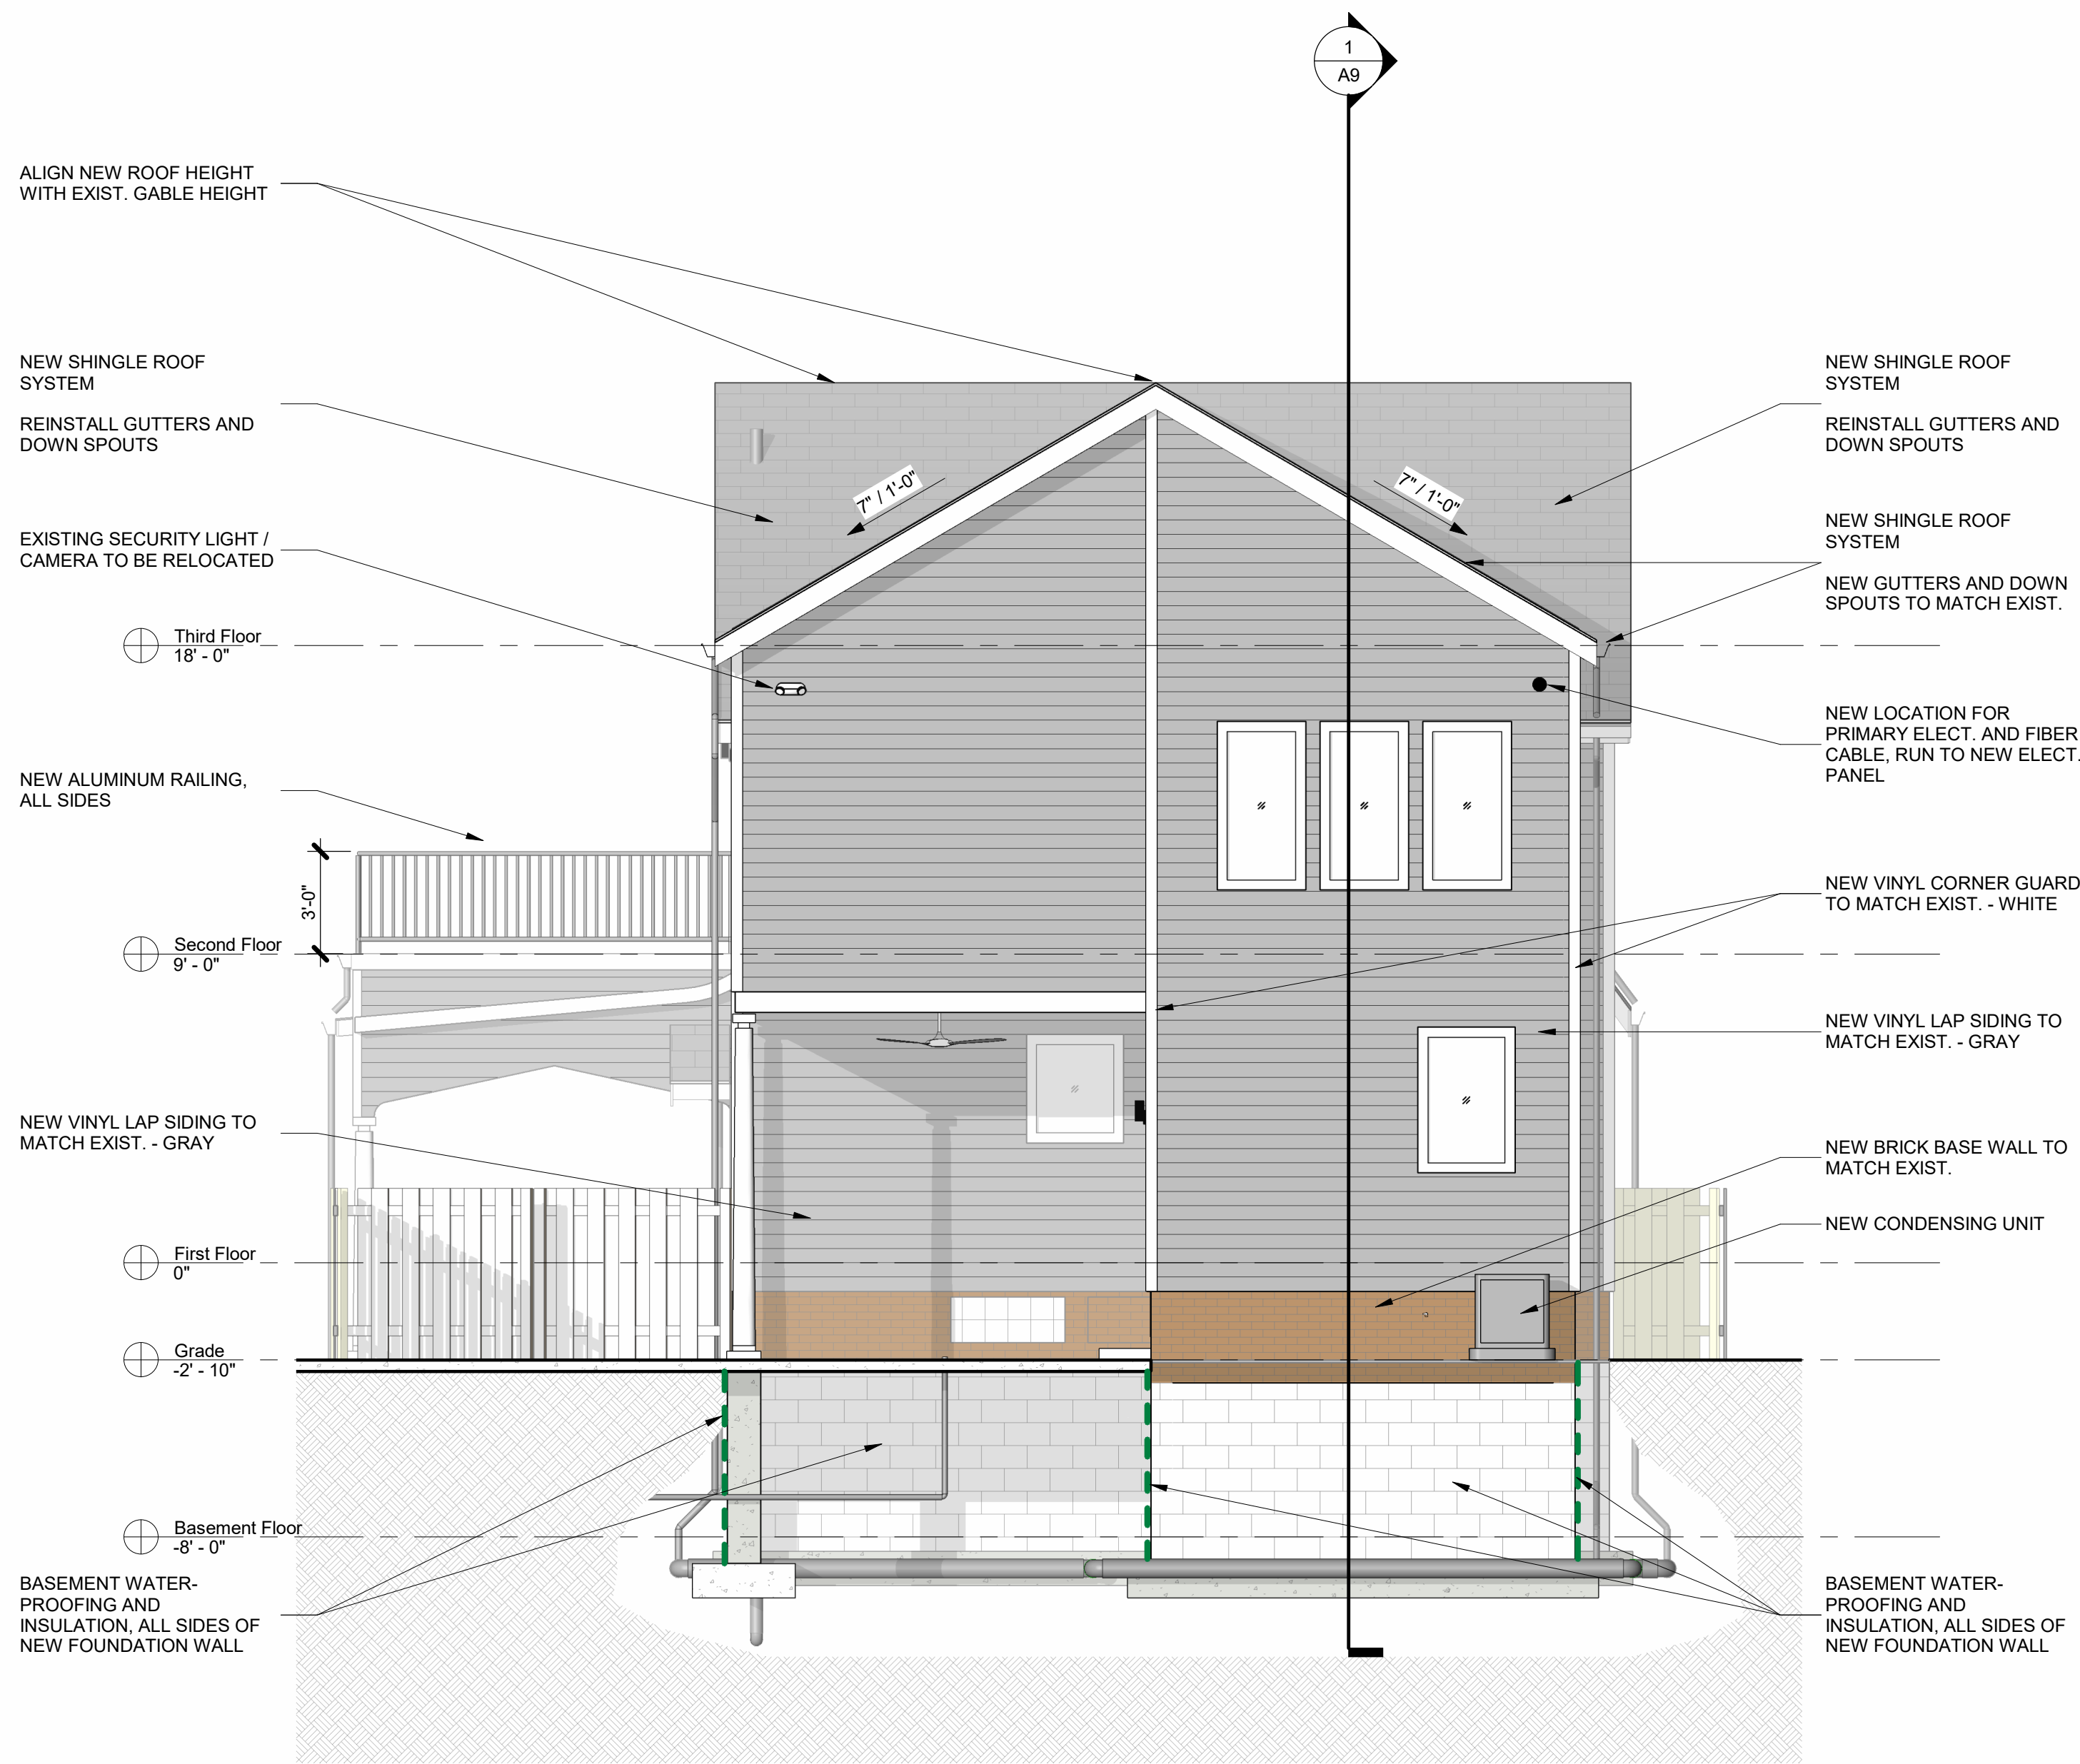 1
A9
ALIGN NEW ROOF HEIGHT
WITH EXIST. GABLE HEIGHT
NEW SHINGLE ROOF
SYSTEM
REINSTALL GUTTERS AND
DOWN SPOUTS
EXISTING SECURITY LIGHT /
CAMERA TO BE RELOCATED
Third Floor
18' - 0"
NEW ALUMINUM RAILING,
ALL SIDES
3'-0"
Second Floor
9' - 0"
NEW VINYL LAP SIDING TO
MATCH EXIST. - GRAY
First Floor
0"
Grade
-2' - 10"
Basement Floor
-8' - 0"
BASEMENT WATER-
PROOFING AND
INSULATION, ALL SIDES OF
NEW FOUNDATION WALL
7" / 1'-0"
7" / 1'-0"
NEW SHINGLE ROOF
SYSTEM
REINSTALL GUTTERS AND
DOWN SPOUTS
NEW SHINGLE ROOF
SYSTEM
NEW GUTTERS AND DOWN
SPOUTS TO MATCH EXIST.
NEW LOCATION FOR
PRIMARY ELECT. AND FIBER
CABLE, RUN TO NEW ELECT.
PANEL
NEW VINYL CORNER GUARD
TO MATCH EXIST. - WHITE
NEW VINYL LAP SIDING TO
MATCH EXIST. - GRAY
NEW BRICK BASE WALL TO
MATCH EXIST.
NEW CONDENSING UNIT
BASEMENT WATER-
PROOFING AND
INSULATION, ALL SIDES OF
NEW FOUNDATION WALL